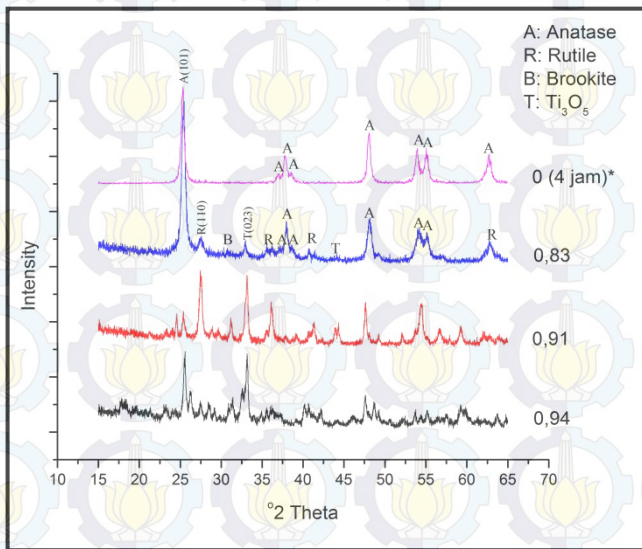 A: Anatase
R: Rutile
B: Brookite
T: Ti₃O₅
A(101)
A
A
A
A
A
A
A
0 (4 jam)*
R(110)
B
T(023)
R
A
A
A
R
T
A
A
A
R
0,83
0,91
0,94
Intensity
10
15
20
25
30
35
40
45
50
55
60
65
70
°2 Theta